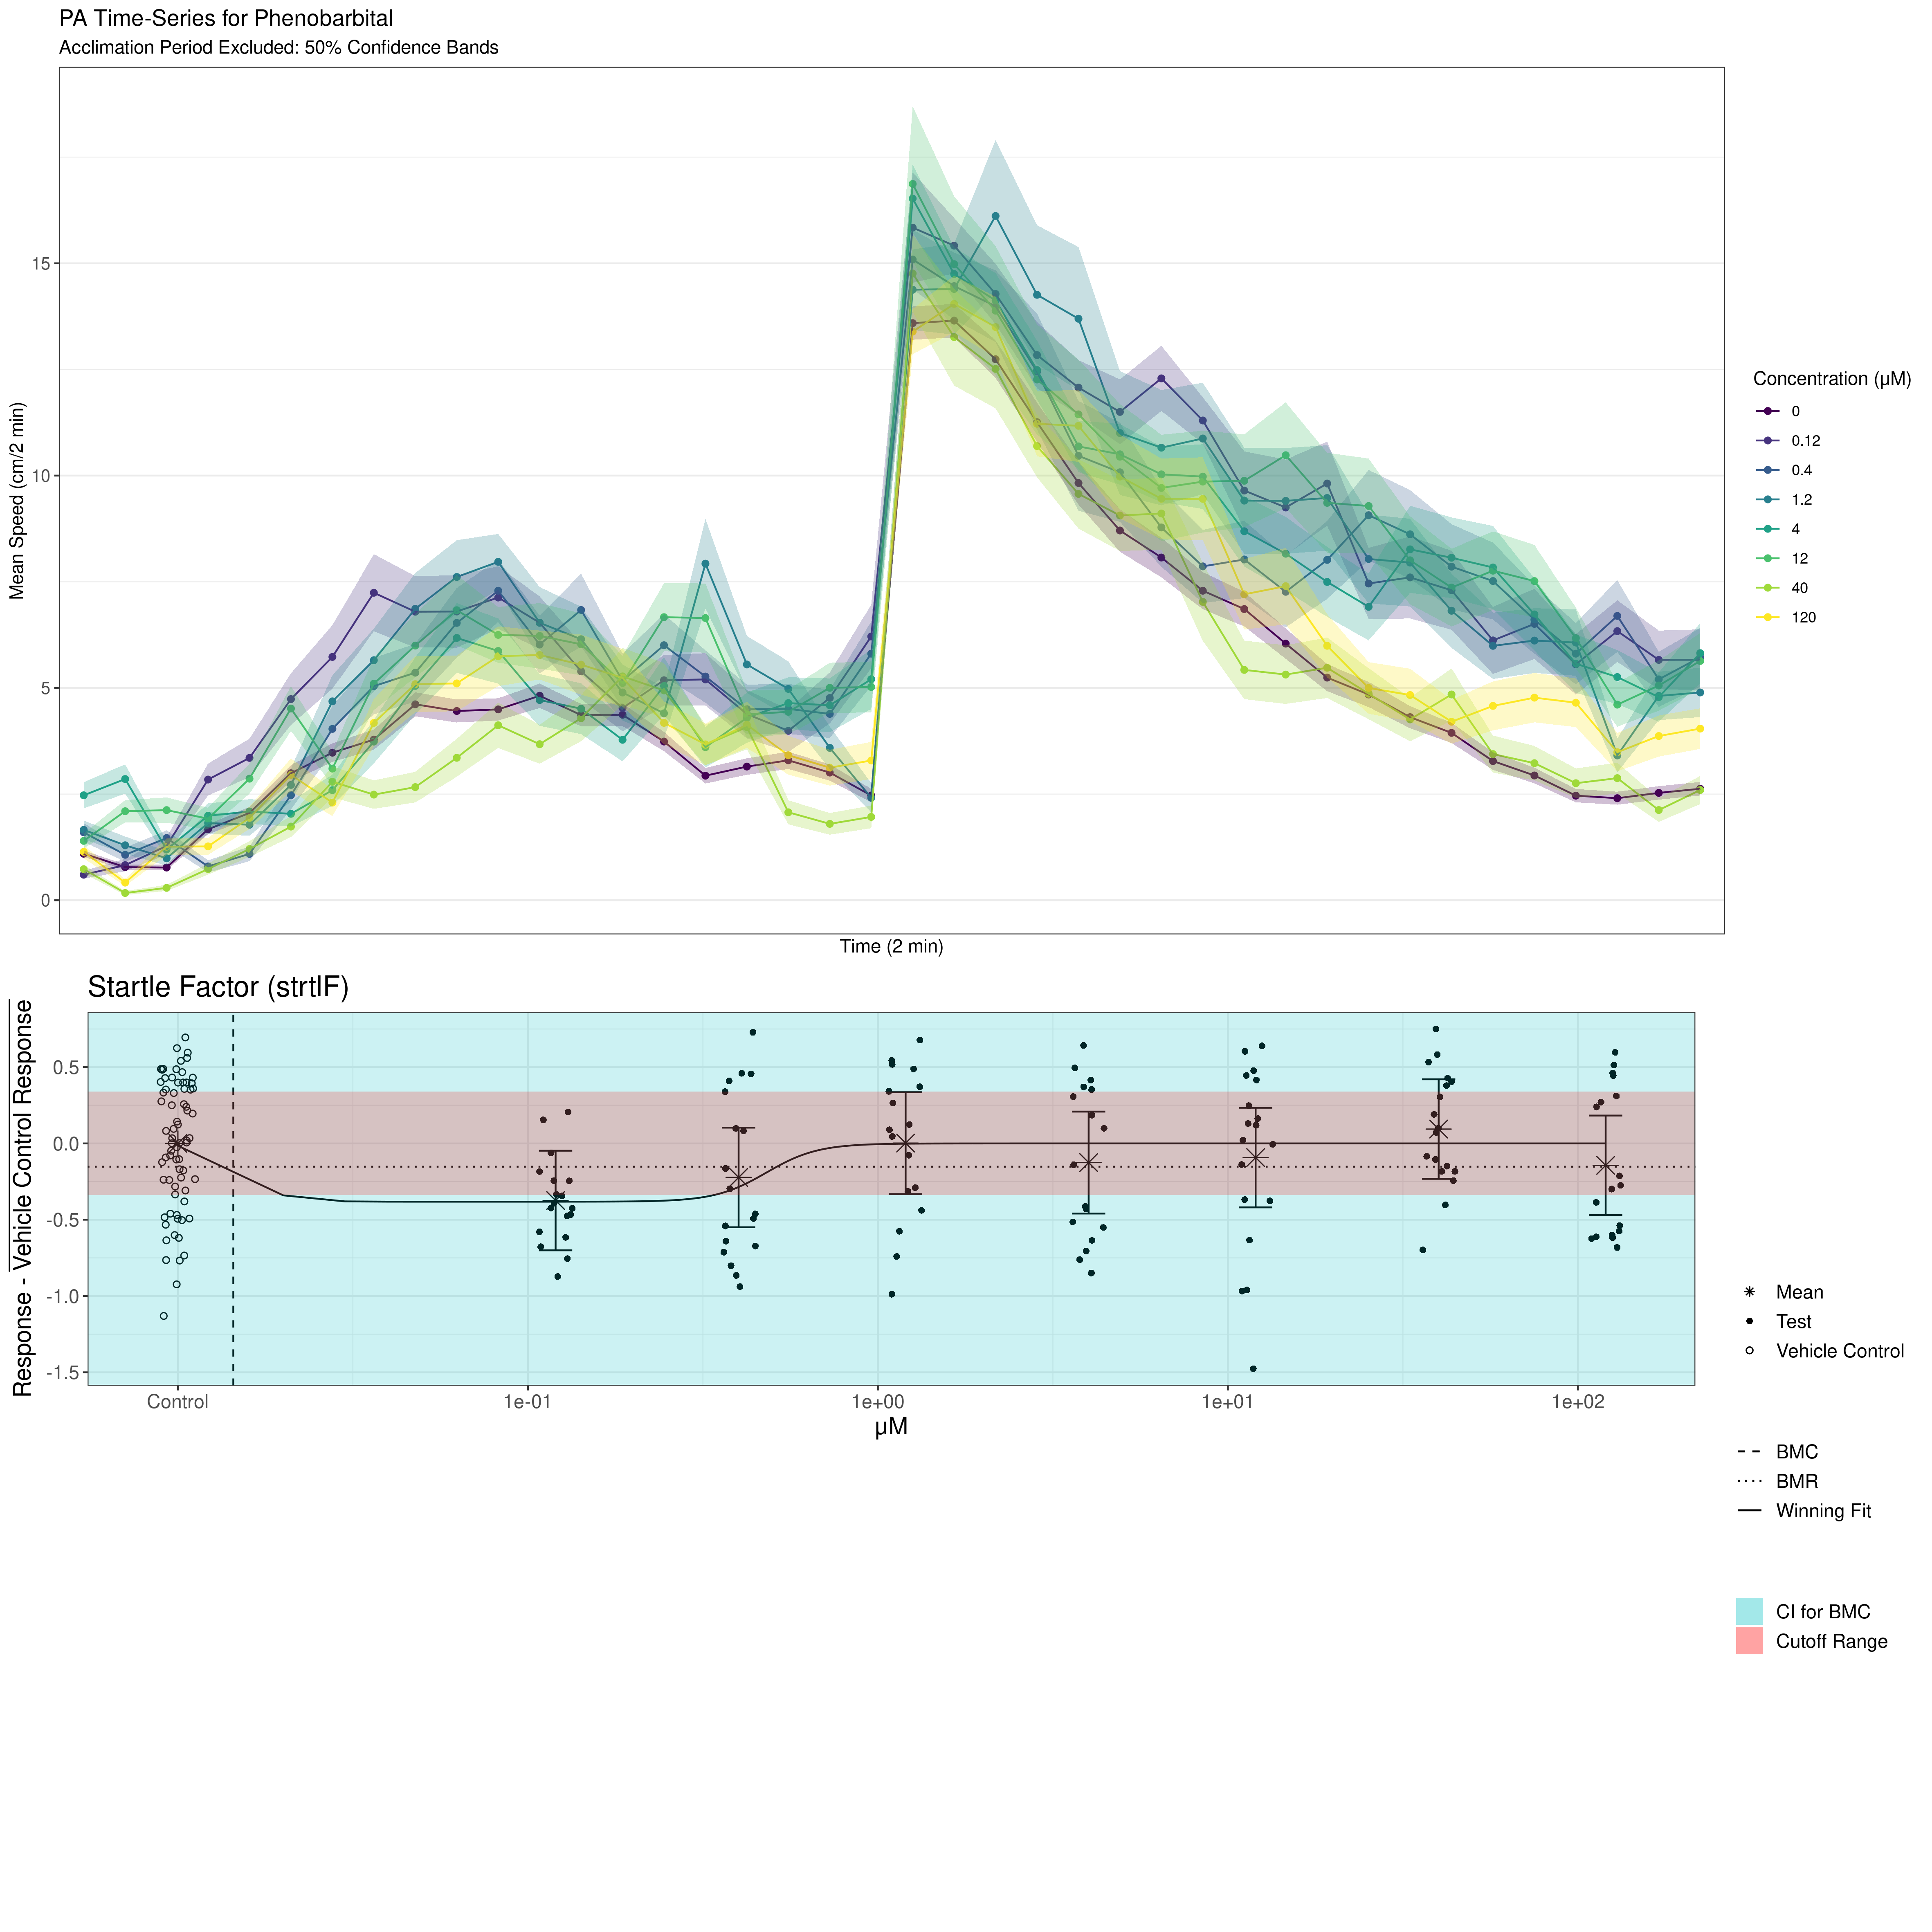 PA Time-Series for Phenobarbital
Acclimation Period Excluded: 50% Confidence Bands
Mean Speed (cm/2 min)
15
10
5
0
Time (2 min)
Concentration (µM)
0
0.12
0.4
1.2
4
12
40
120
Startle Factor (strtlF)
Response - Vehicle Control Response
0.5
0.0
-0.5
-1.0
-1.5
Control
1e-01
1e+00
1e+01
1e+02
µM
Mean
Test
Vehicle Control
BMC
BMR
Winning Fit
CI for BMC
Cutoff Range